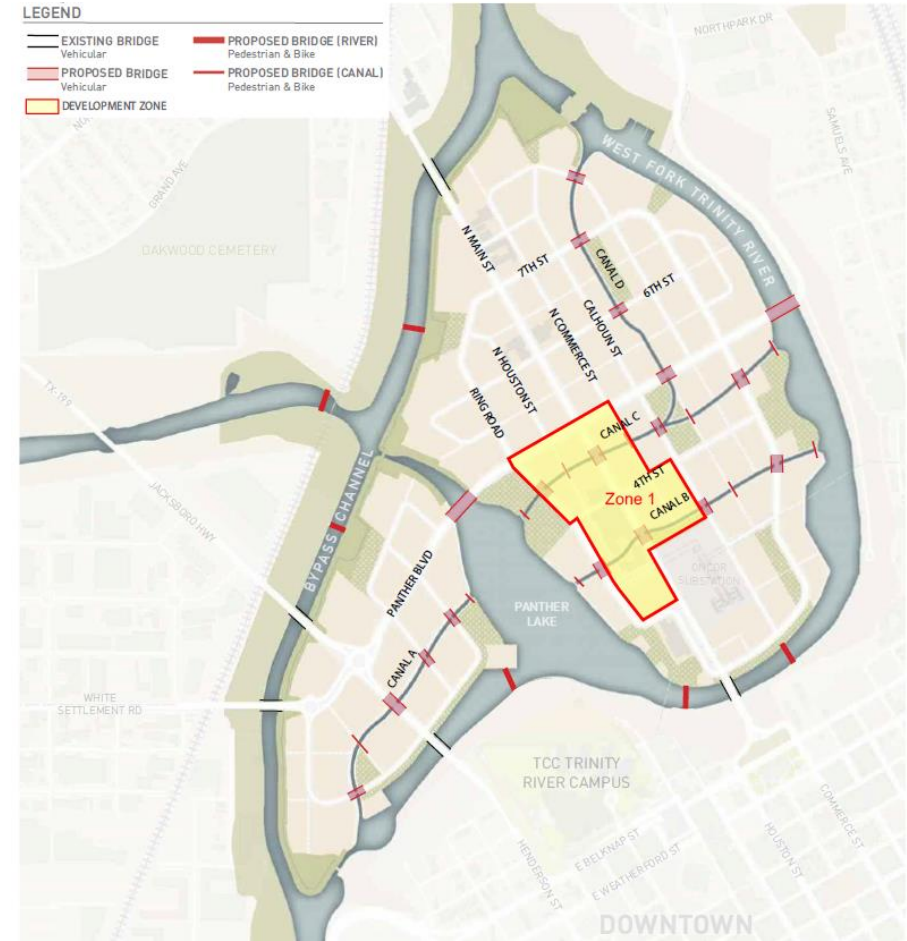 LEGEND
EXISTING BRIDGE
Vehicular
PROPOSED BRIDGE
Vehicular
DEVELOPMENT ZONE
PROPOSED BRIDGE (RIVER)
Pedestrian & Bike
PROPOSED BRIDGE (CANAL)
Pedestrian & Bike
NORTHPARK DR
SAMUELS AVE
GRAND AVE
OAKWOOD CEMETERY
WEST FORK TRINITY RIVER
N MAIN ST
7TH ST
CANAL D
6TH ST
CALHOUN ST
N COMMERCE ST
N HOUSTON ST
RING ROAD
TX-199
JACKSBORO HWY
BYPASS CHANNEL
CANAL C
4TH ST
Zone 1
CANAL B
ONCOR
SUBSTATION
PANTHER BLVD
PANTHER
LAKE
CANAL A
WHITE
SETTLEMENT RD
TCC TRINITY
RIVER CAMPUS
HENDERSON ST
E BELKNAP ST
E WEATHERFORD ST
HOUSTON ST
COMMERCE ST
DOWNTOWN